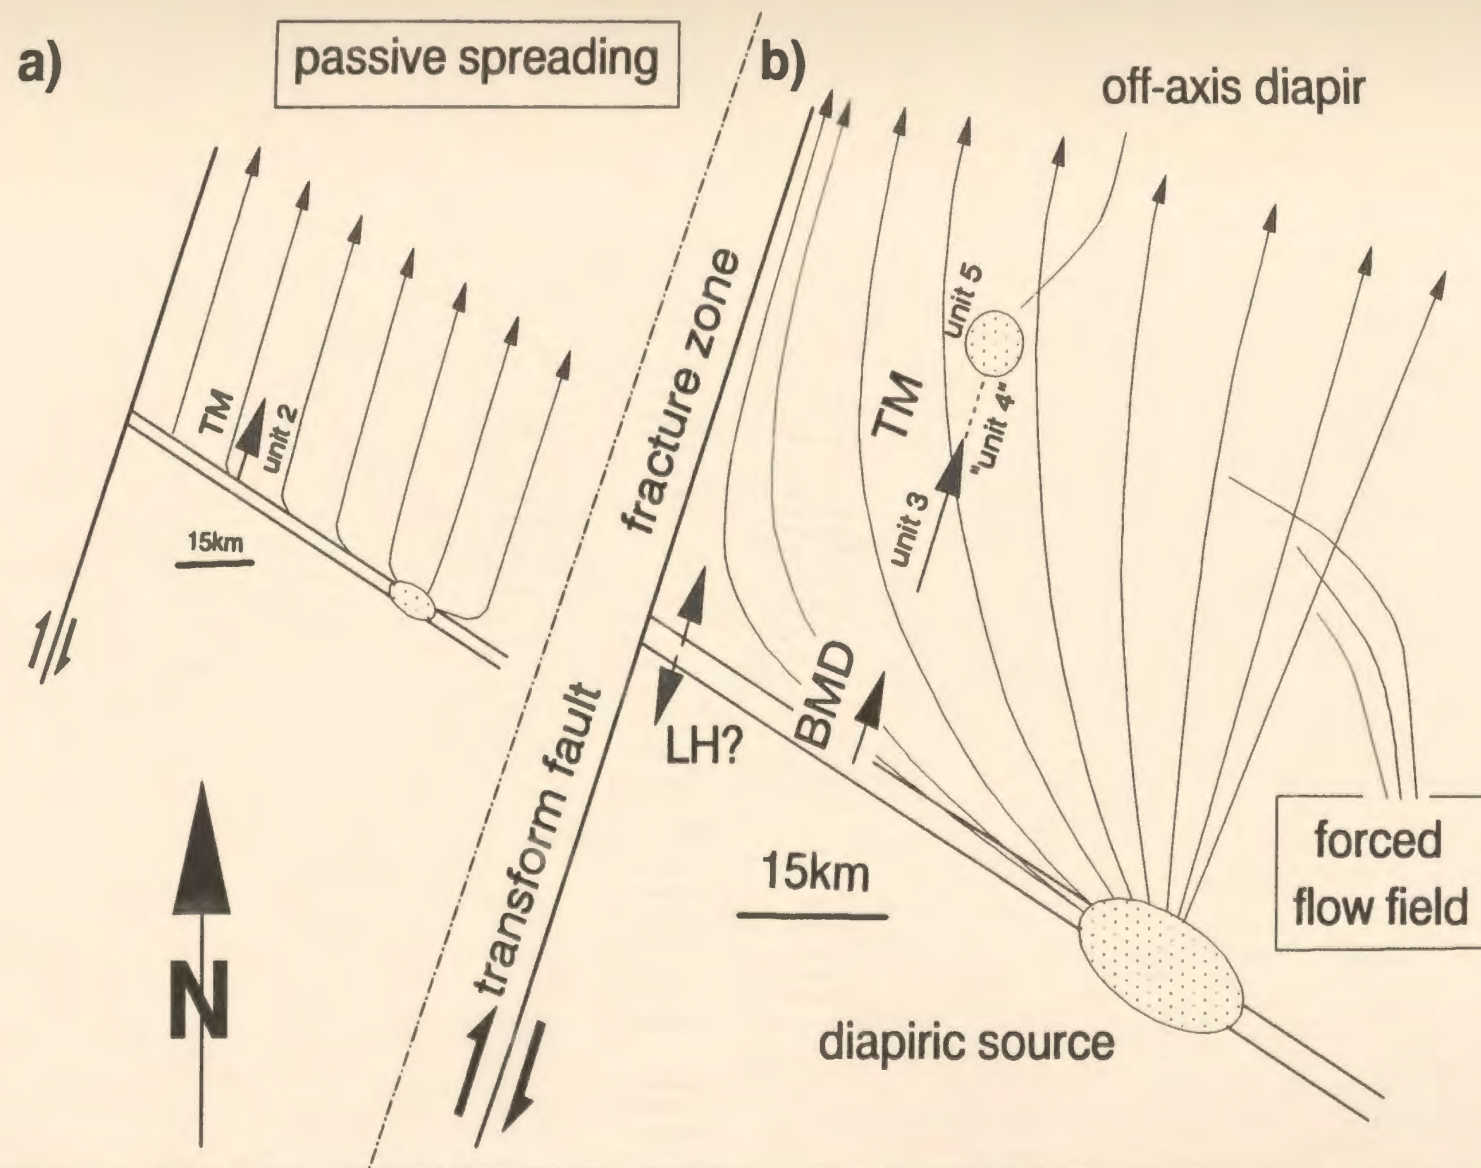 a)
passive spreading
TM
unit 2
15km
N
b)
off-axis diapir
fracture zone
transform fault
unit 5
TM
"unit 4"
unit 3
BMD
LH?
15km
forced
flow field
diapiric source